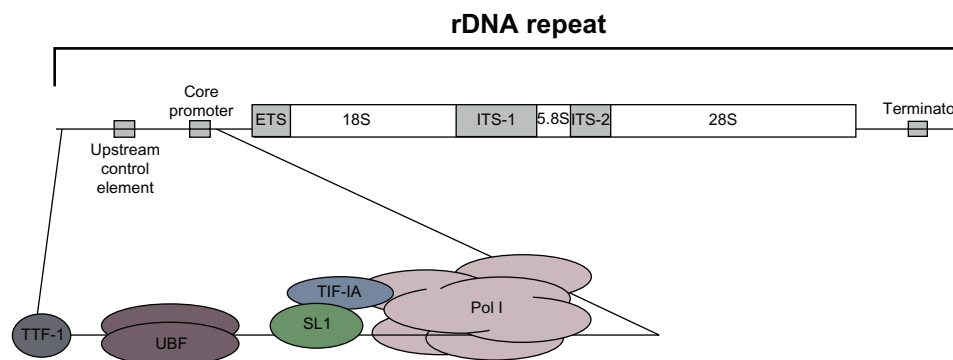 rDNA repeat
Core
promoter
Upstream
control
element
ETS
18S
ITS-1
5.8S
ITS-2
28S
Terminato
TTF-1
UBF
TIF-IA
SL1
Pol I